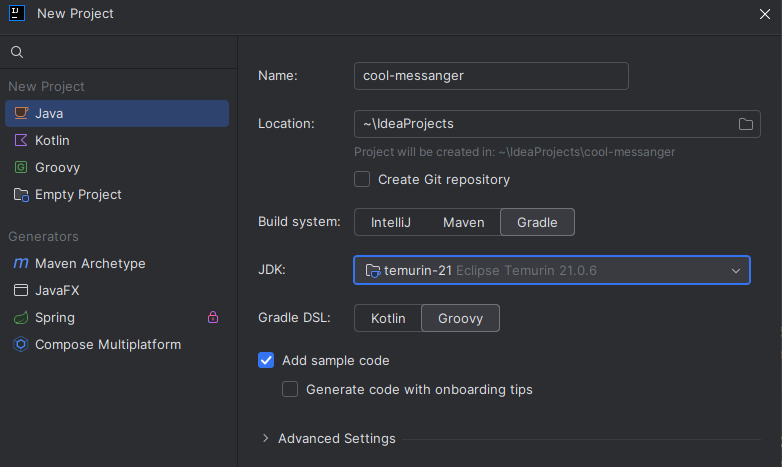 New Project
New Project
Java
Kotlin
Groovy
Empty Project
Generators
Maven Archetype
JavaFX
Spring
Compose Multiplatform
Name: cool-messanger
Location: ~\IdeaProjects
Project will be created in: ~\IdeaProjects\cool-messanger
Create Git repository
Build system: IntelliJ Maven Gradle
JDK: temurin-21 Eclipse Temurin 21.0.6
Gradle DSL: Kotlin Groovy
Add sample code
Generate code with onboarding tips
Advanced Settings